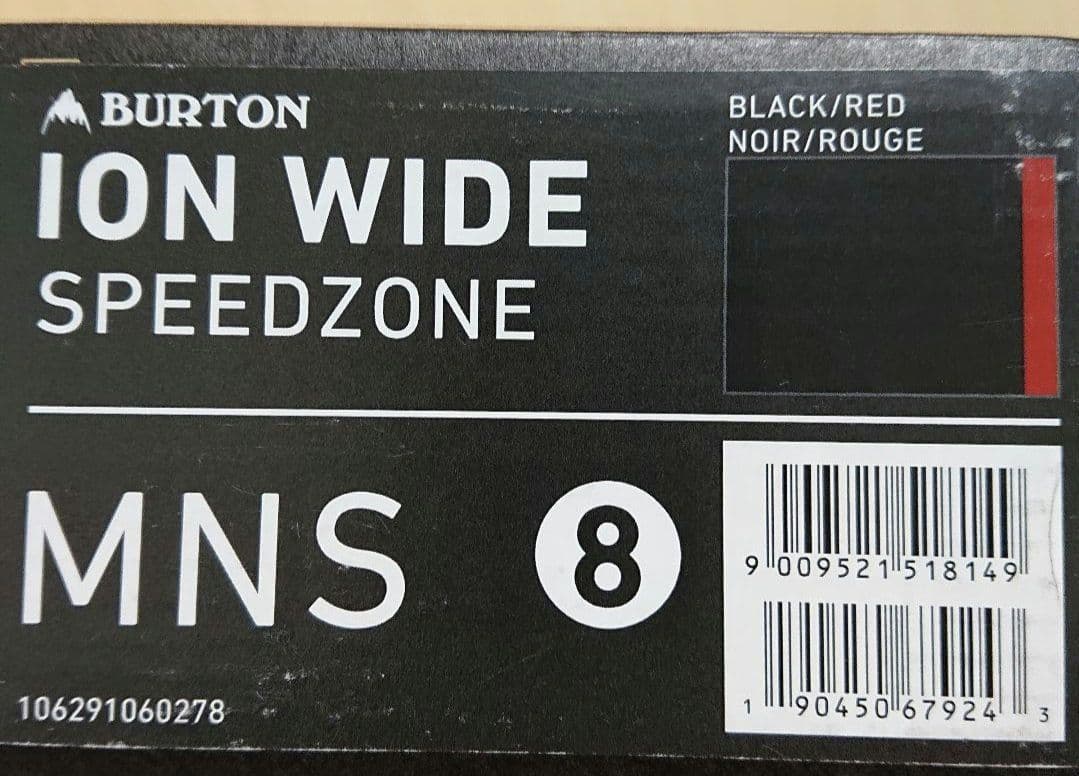 BURTON
ION WIDE
SPEEDZONE
BLACK/RED
NOIR/ROUGE
MNS 8
9 009521 518149
1 90450 67924 3
106291060278